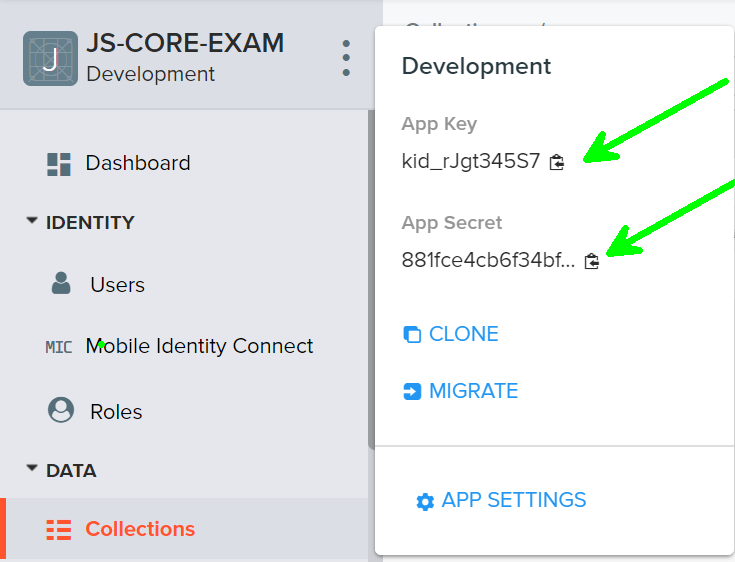 J
JS-CORE-EXAM
Development
Dashboard
IDENTITY
Users
MIC
Mobile Identity Connect
Roles
DATA
Collections
Development
App Key
kid_rJgt345S7
App Secret
881fce4cb6f34bf...
CLONE
MIGRATE
APP SETTINGS